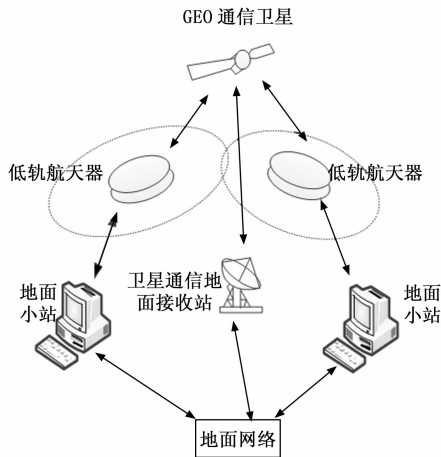 GEO 通信卫星
低轨航天器
低轨航天器
地面
小站
卫星通信地
面接收站
地面
小站
地面网络